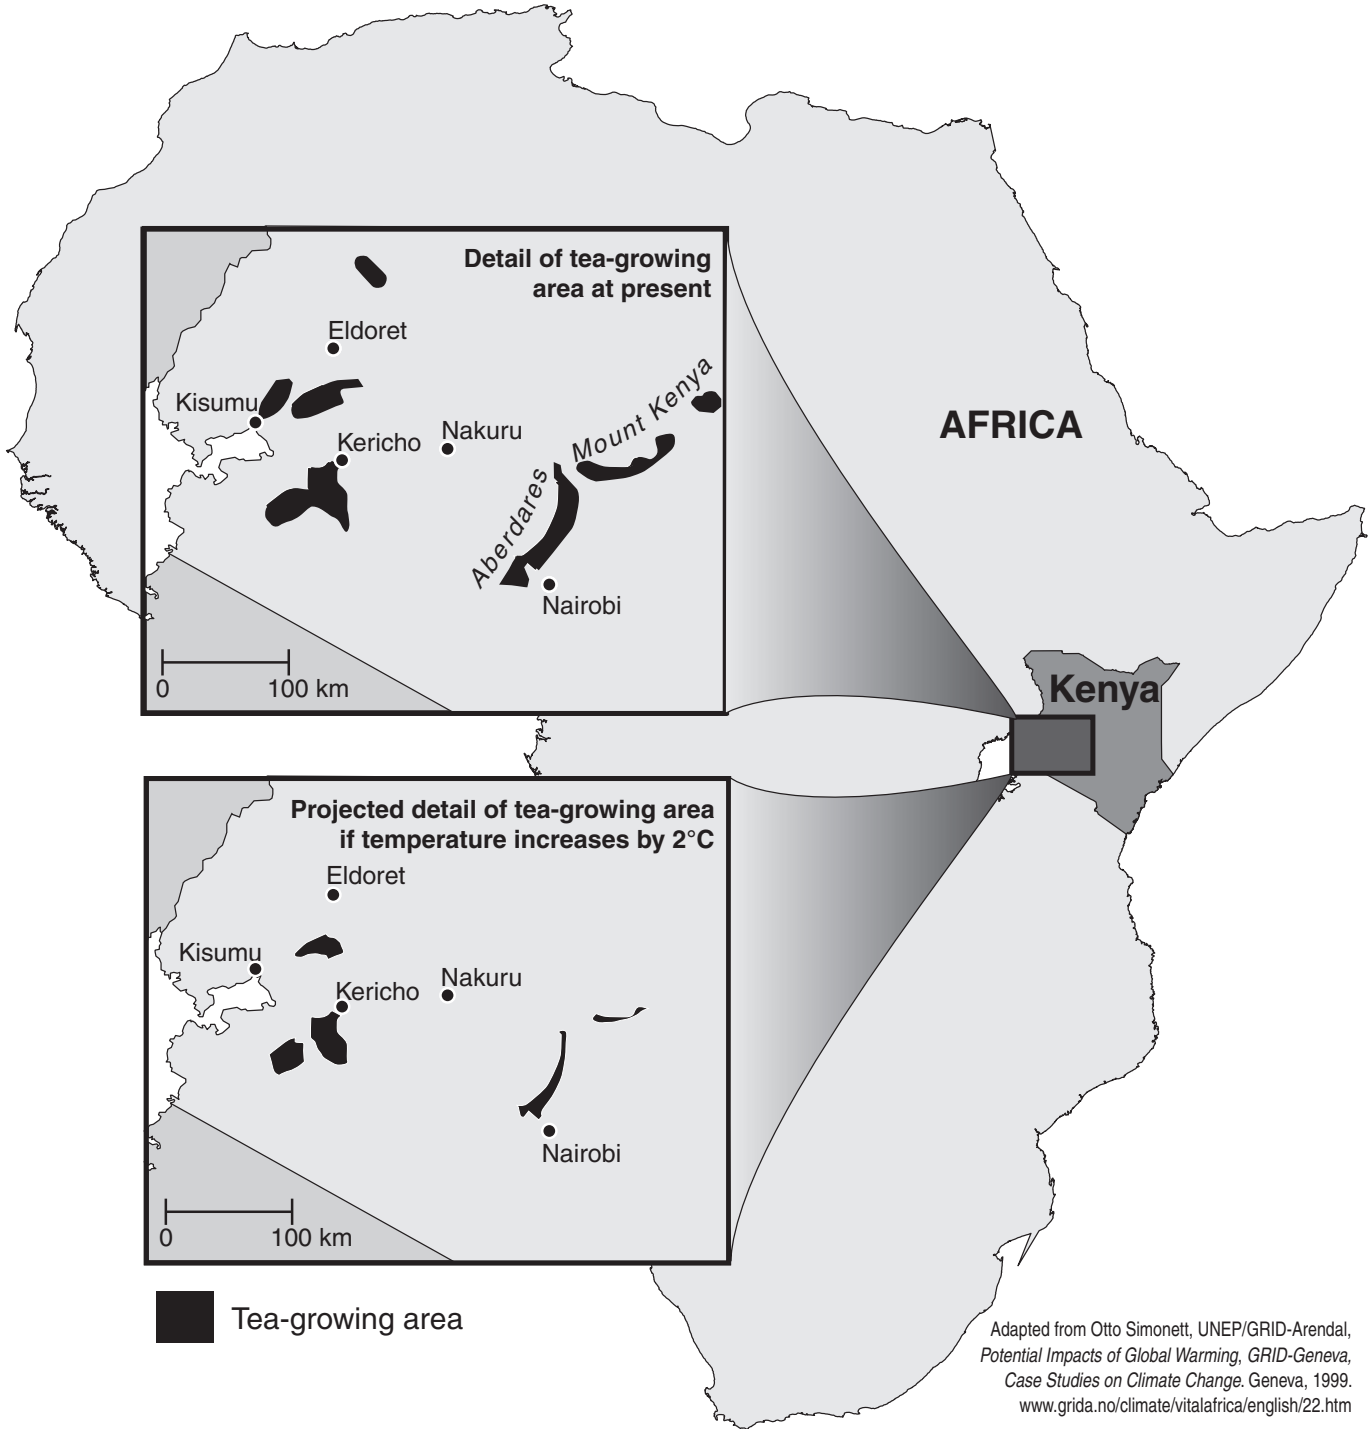 Detail of tea-growing
area at present
Eldoret
Kisumu
Kericho
Nakuru
Mount Kenya
Aberdares
Nairobi
0 100 km
AFRICA
Kenya
Projected detail of tea-growing area
if temperature increases by 2°C
Eldoret
Kisumu
Kericho
Nakuru
Nairobi
0 100 km
Tea-growing area
Adapted from Otto Simonett, UNEP/GRID-Arendal,
Potential Impacts of Global Warming, GRID-Geneva,
Case Studies on Climate Change. Geneva, 1999.
www.grida.no/climate/vitalafrica/english/22.htm